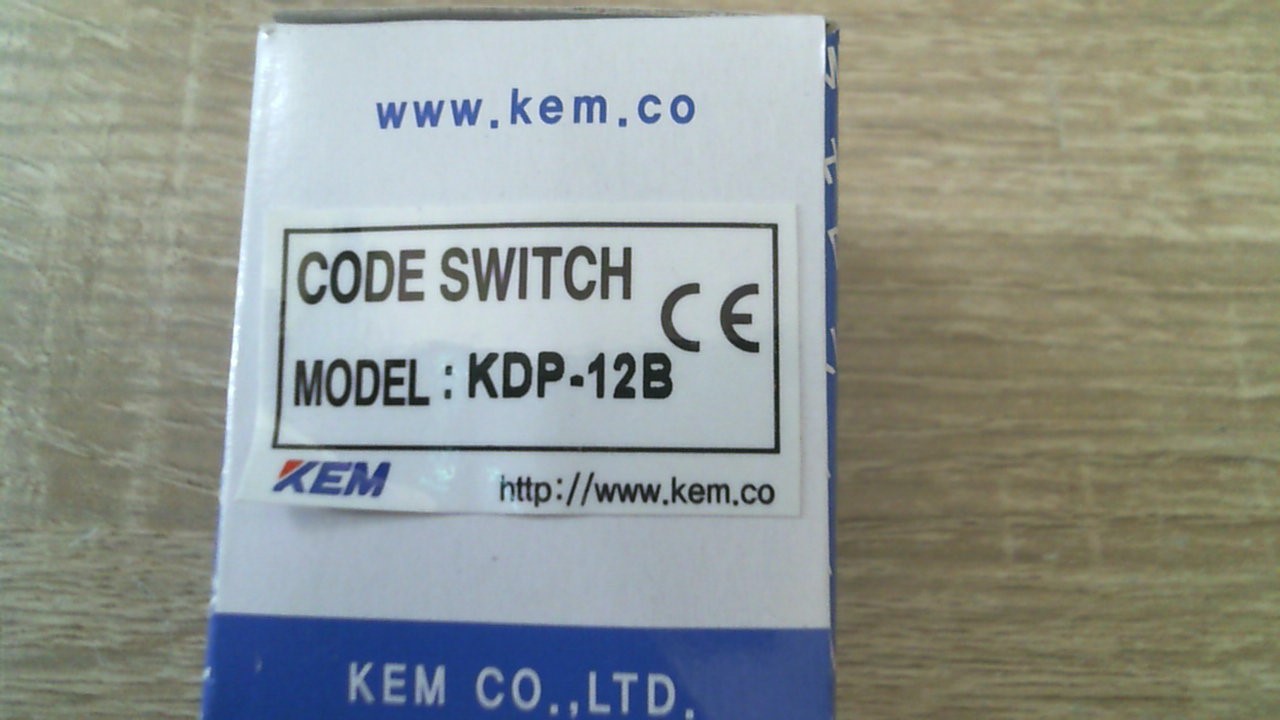 www.kem.co
CODE SWITCH
CE
MODEL : KDP-12B
KEM
http://www.kem.co
KEM CO.,LTD.